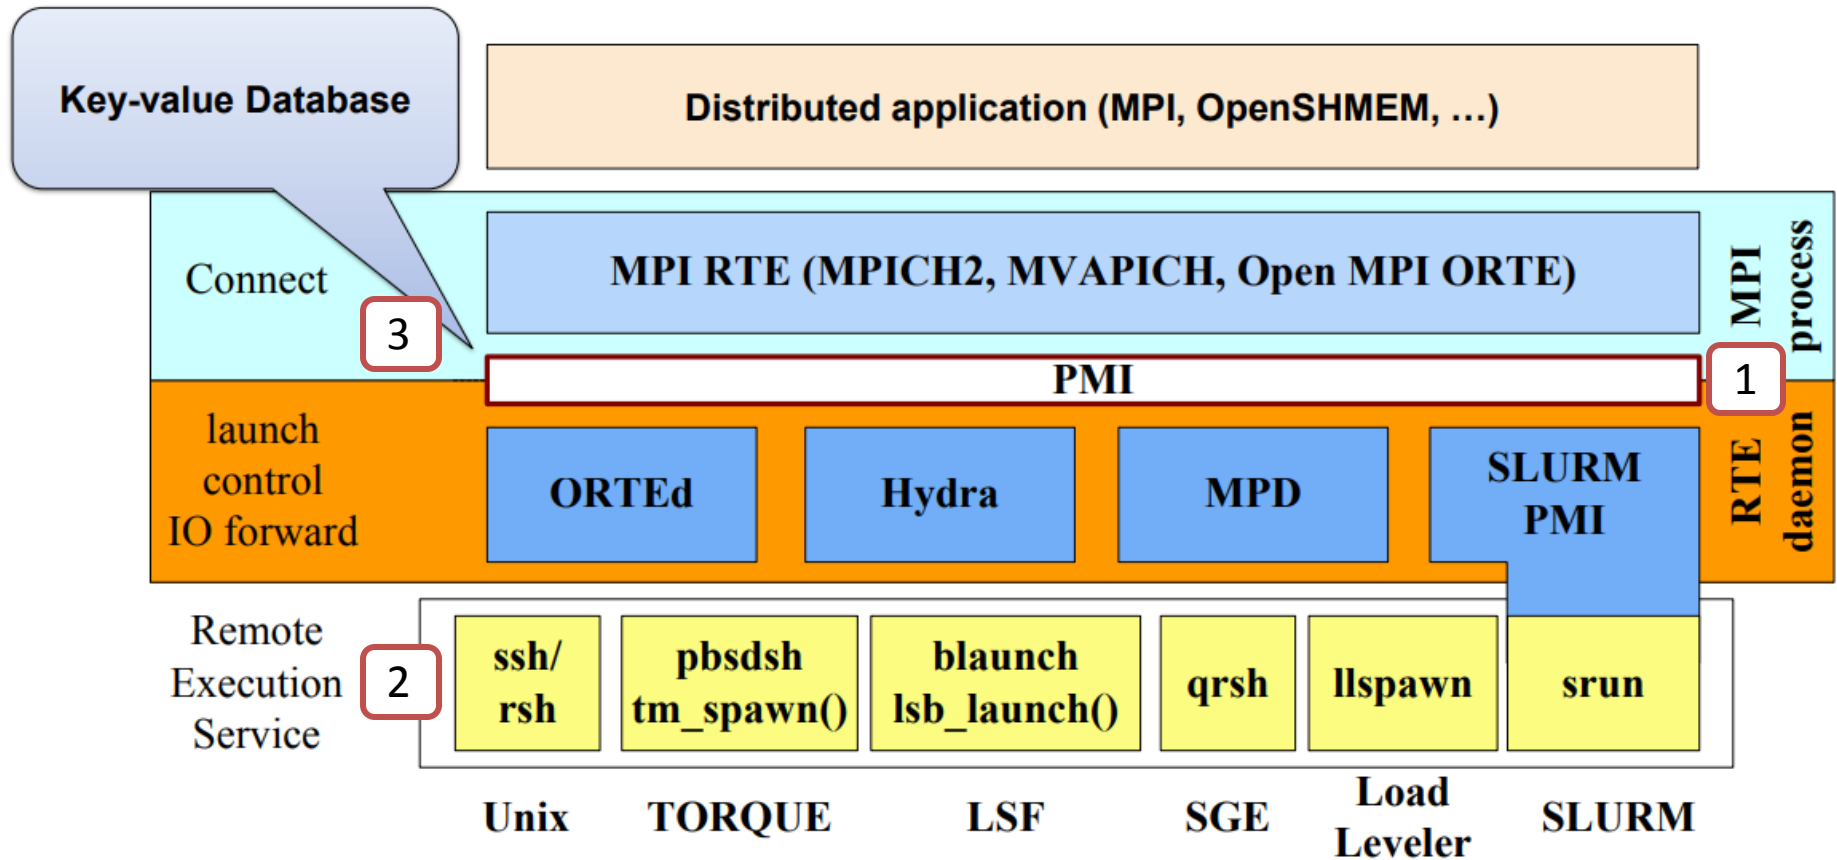 Key-value Database
Distributed application (MPI, OpenSHMEM, …)
Connect
MPI RTE (MPICH2, MVAPICH, Open MPI ORTE)
MPI
process
3
PMI
1
launch
control
IO forward
ORTEd
Hydra
MPD
SLURM
PMI
RTE
daemon
Remote
Execution
Service
2
ssh/
rsh
pbsdsh
tm_spawn()
blaunch
lsb_launch()
qrsh
llspawn
srun
Unix
TORQUE
LSF
SGE
Load
Leveler
SLURM